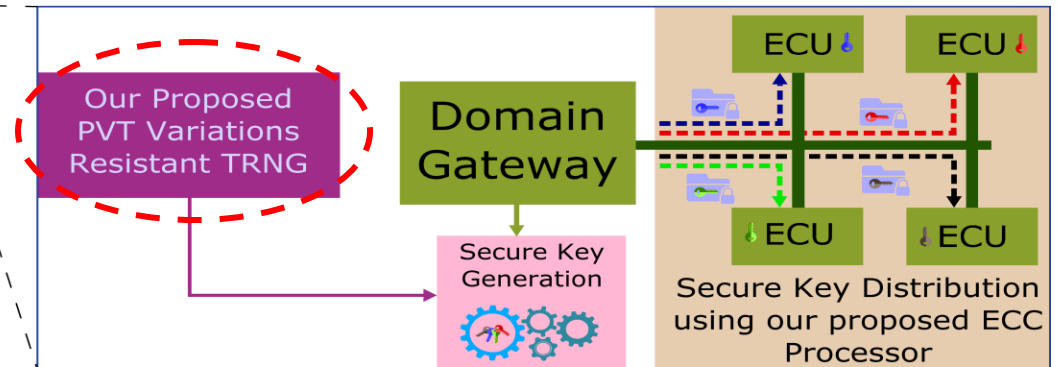 Our Proposed
PVT Variations
Resistant TRNG
Domain
Gateway
Secure Key
Generation
ECU
ECU
ECU
ECU
Secure Key Distribution
using our proposed ECC
Processor